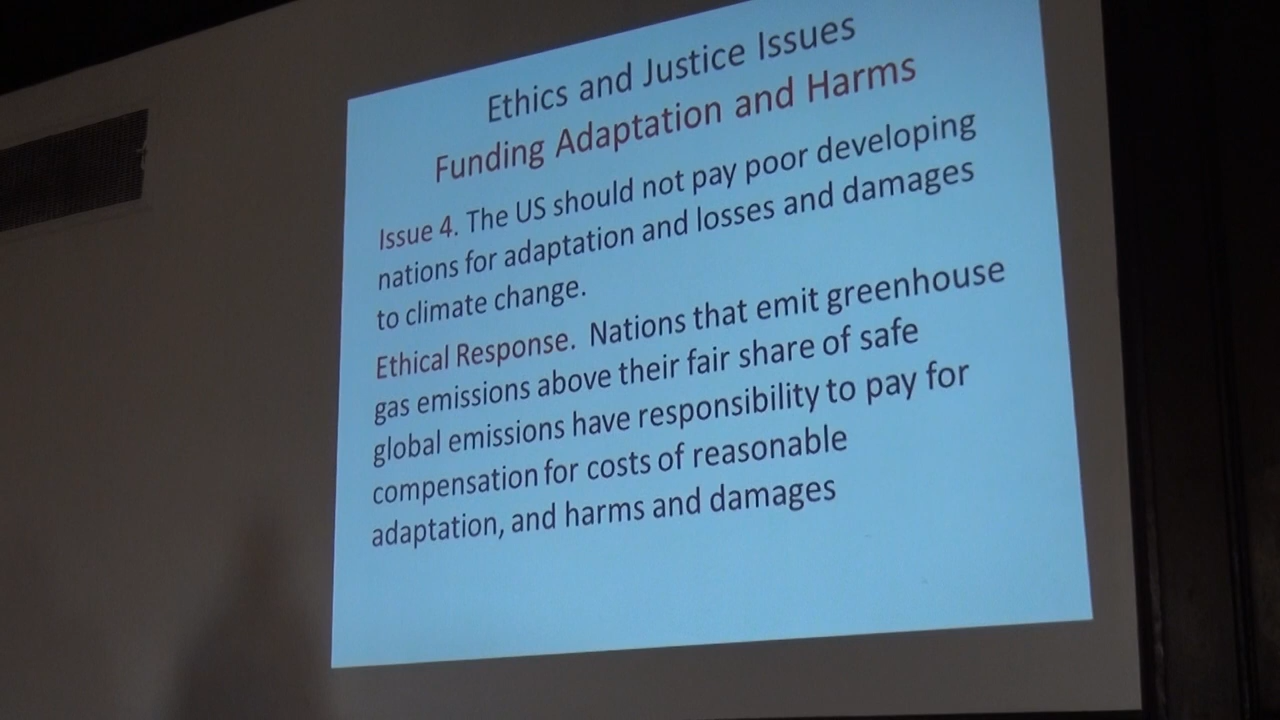 Ethics and Justice Issues
Funding Adaptation and Harms
Issue 4. The US should not pay poor developing
nations for adaptation and losses and damages
to climate change.
Ethical Response. Nations that emit greenhouse
gas emissions above their fair share of safe
global emissions have responsibility to pay for
compensation for costs of reasonable
adaptation, and harms and damages